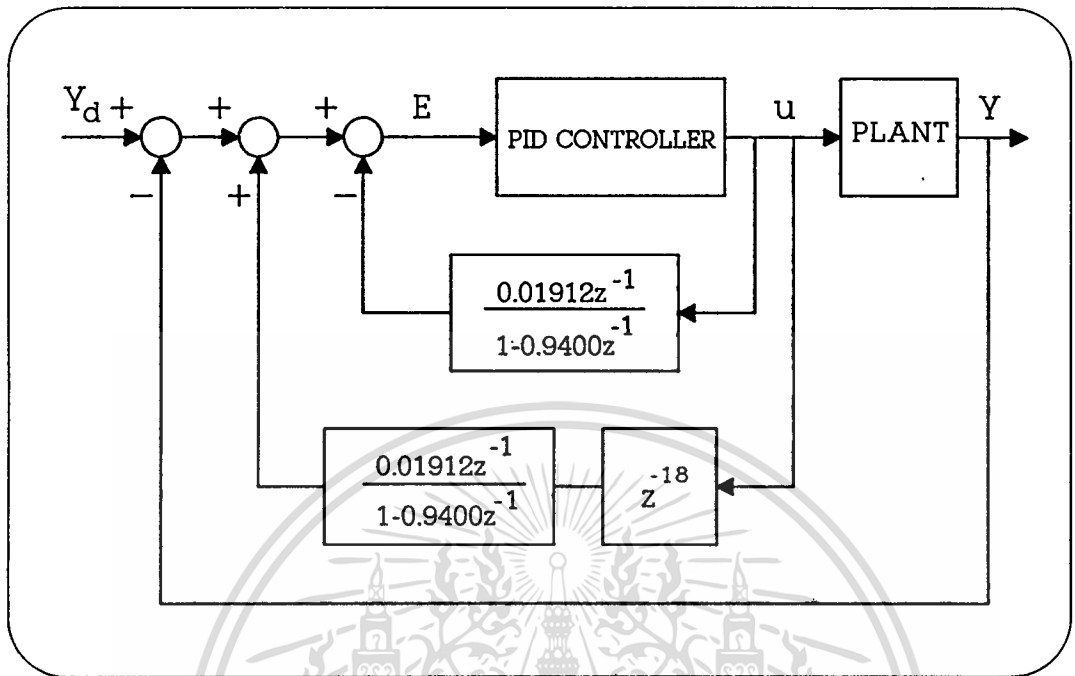 Y_d + + + E u Y
PID CONTROLLER PLANT
− + −
0.01912z^{-1}
1-0.9400z^{-1}
0.01912z^{-1}
1-0.9400z^{-1}
z^{-18}